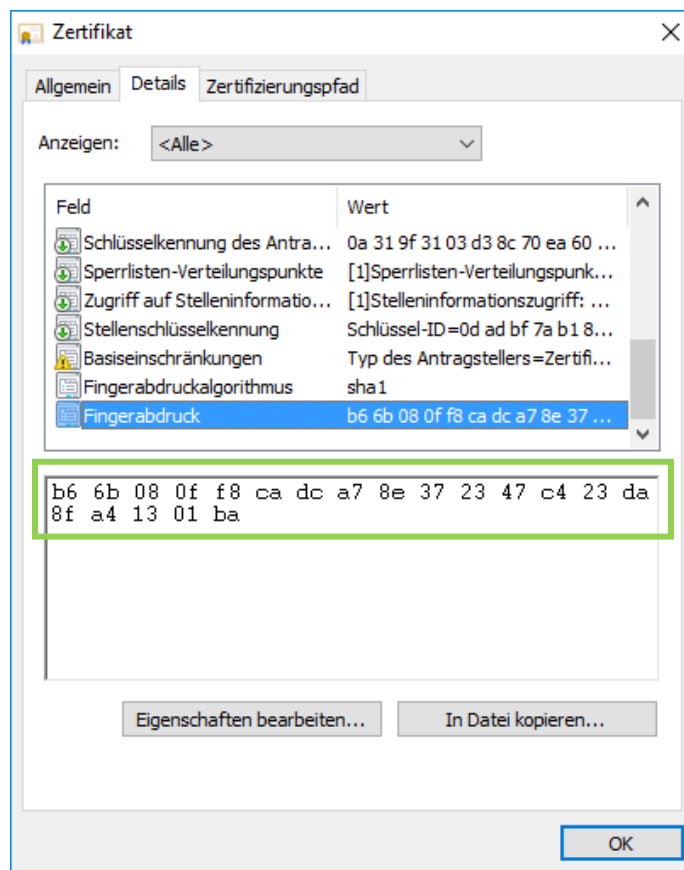 Zertifikat
Allgemein Details Zertifizierungspfad
Anzeigen: <Alle>
Feld Wert
Schlüsselkennung des Antra... 0a 31 9f 31 03 d3 8c 70 ea 60 ...
Sperrlisten-Verteilungspunkte [1]Sperrlisten-Verteilungspunk...
Zugriff auf Stelleninformatio... [1]Stelleninformationszugriff: ...
Stellenschlüsselkennung Schlüssel-ID=0d ad bf 7a b1 8...
Basiseinschränkungen Typ des Antragstellers=Zertifi...
Fingerabdruckalgorithmus sha1
Fingerabdruck b6 6b 08 0f f8 ca dc a7 8e 37 ...
b6 6b 08 0f f8 ca dc a7 8e 37 23 47 c4 23 da
8f a4 13 01 ba
Eigenschaften bearbeiten... In Datei kopieren...
OK